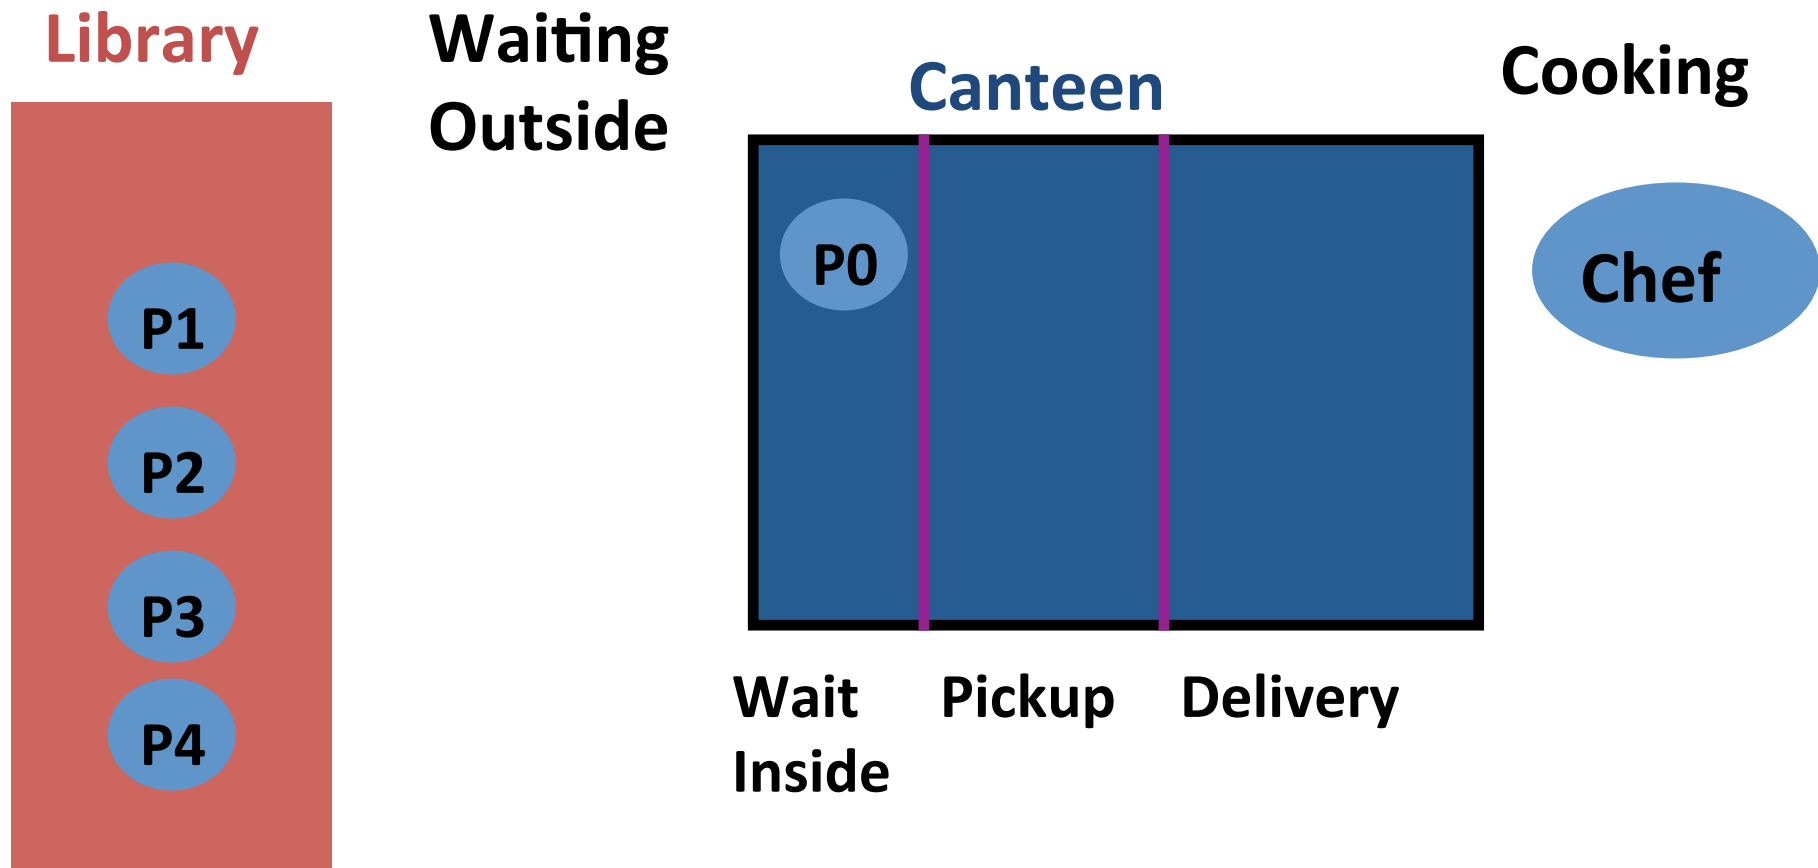 Library
Waiting
Outside
Canteen
Cooking
P0
Chef
P1
P2
P3
P4
Wait
Inside
Pickup
Delivery